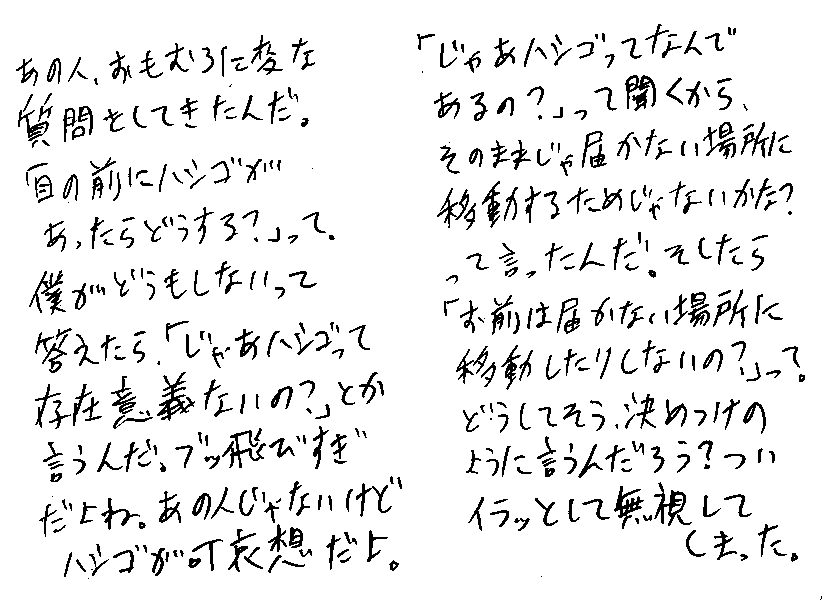 あの人、おもむろに変な
質問をしてきたんだ。
「目の前にハシゴが
あったらどうする？」って。
僕がどうもしないって
答えたら、「じゃあハシゴって
存在意義ないの？」とか
言うんだ。ブッ飛びすぎ
だよね。あの人じゃないけど
ハシゴが可哀想だよ。
「じゃあハシゴってなんで
あるの？」って聞くから、
そのままじゃ届かない場所に
移動するためじゃないかな？
って言ったんだ。そしたら
「お前は届かない場所に
移動したりしないの？」って。
どうしてそう、決めつけの
ように言うんだろう？つい
イラッとして無視して
しまった。